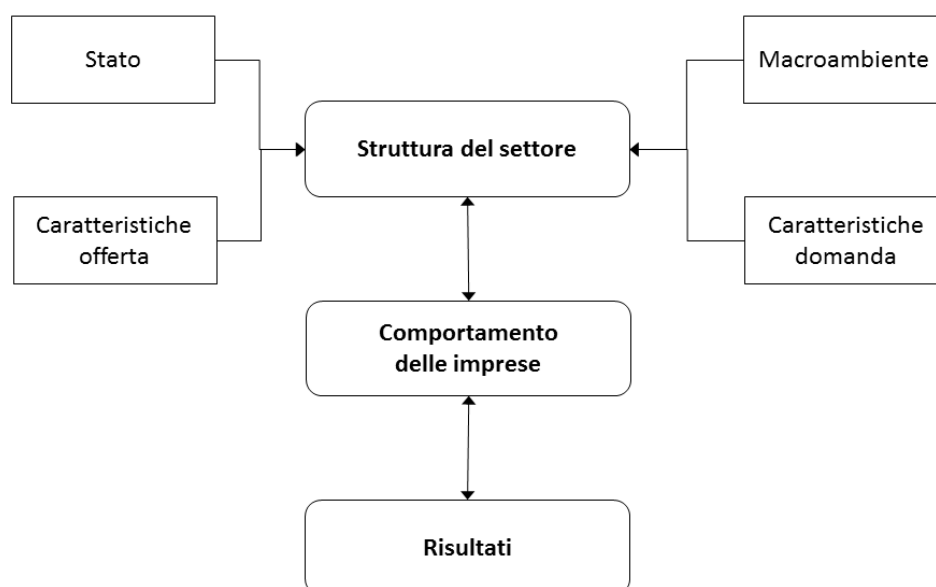 Stato
Macroambiente
Struttura del settore
Caratteristiche
offerta
Caratteristiche
domanda
Comportamento
delle imprese
Risultati